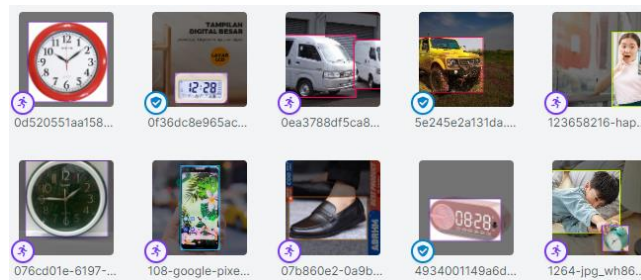 TAMPILAN
DIGITAL BESAR
12:28
0d520551aa158...
0f36dc8e965ac...
0ea3788df5ca8...
5e245e2a131da....
123658216-hap..
08:28
076cd01e-6197-...
108-google-pixe...
07b860e2-0a9b...
4934001149a6d...
1264-jpg_whsb...